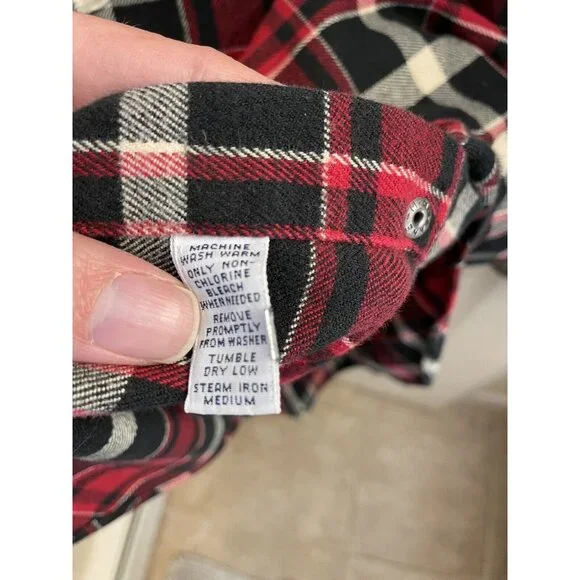 MACHINE
WASH WARM
ONLY NON-
CHLORINE
BLEACH
WHEN NEEDED
REMOVE
PROMPTLY
FROM WASHER
TUMBLE
DRY LOW
STEAM IRON
MEDIUM